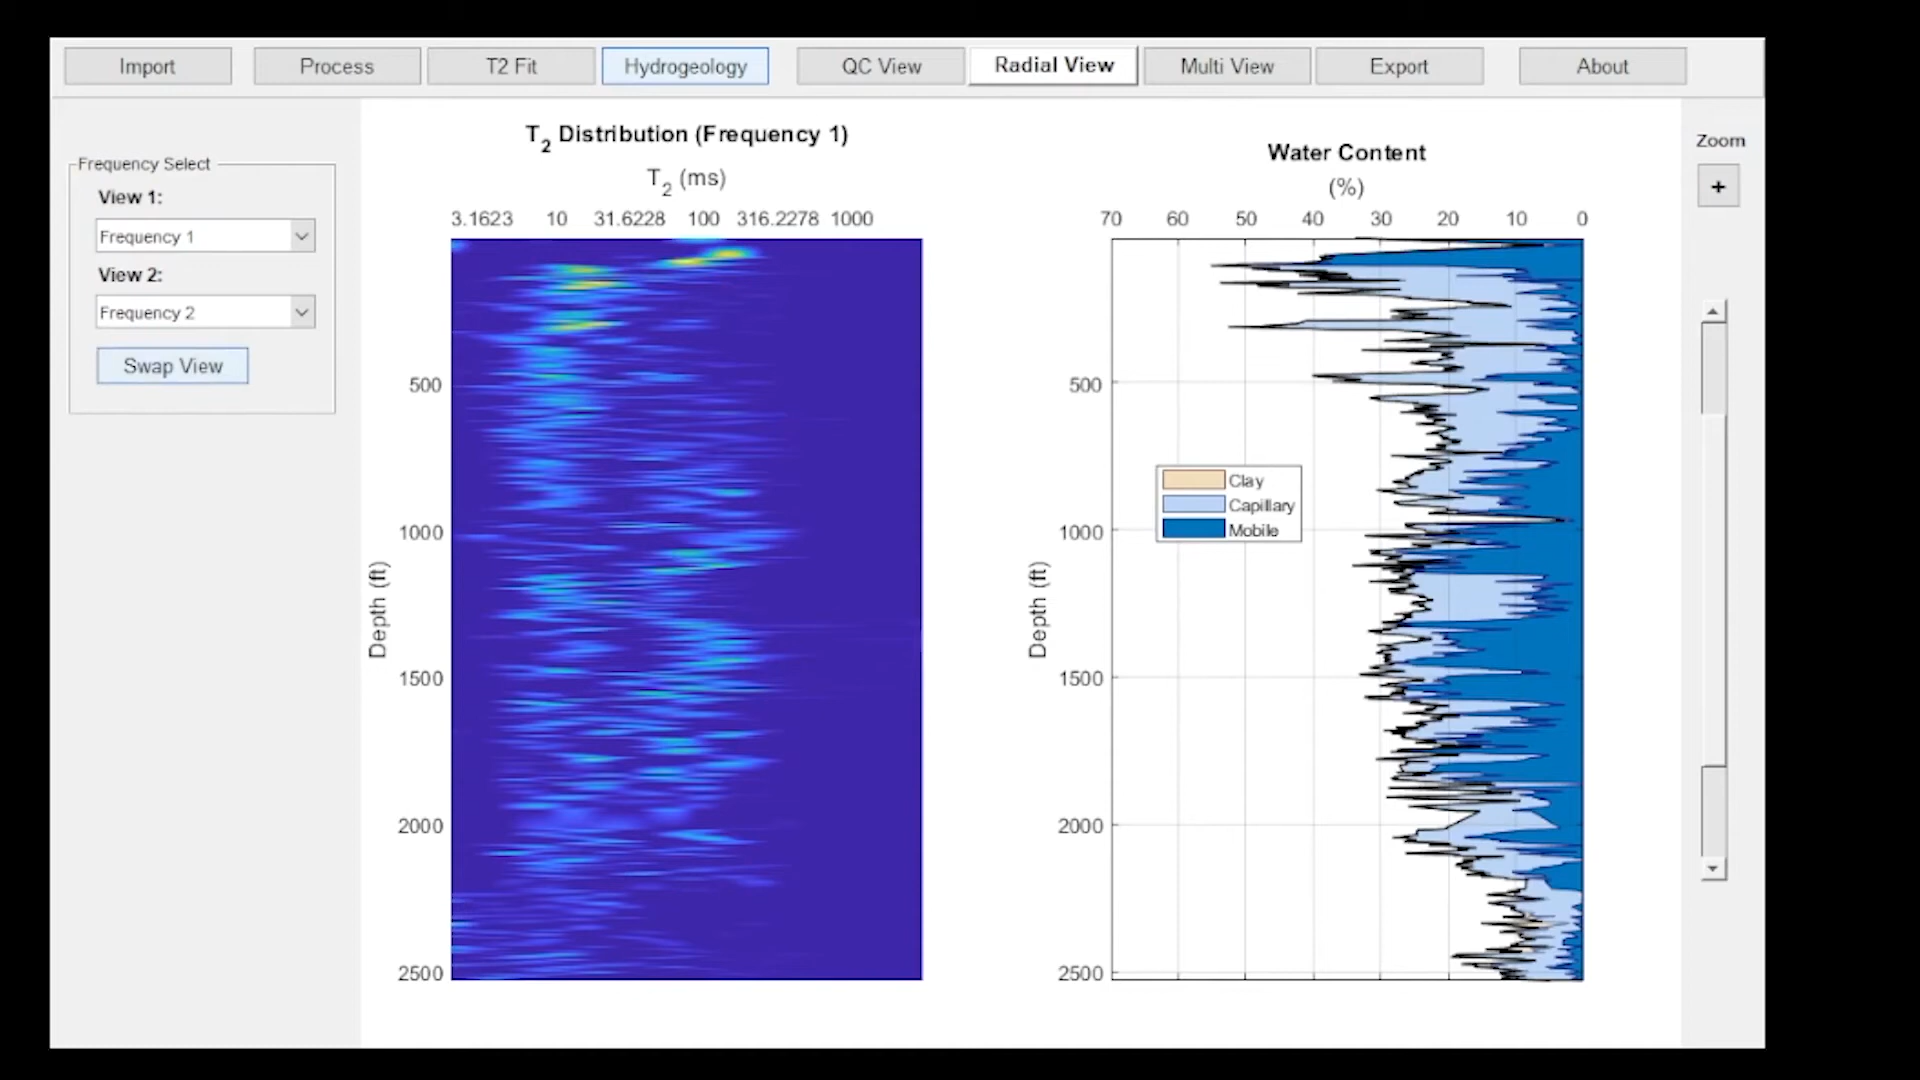 Import Process T2 Fit Hydrogeology QC View Radial View Multi View Export About
Frequency Select
View 1:
Frequency 1
View 2:
Frequency 2
Swap View
T2 Distribution (Frequency 1)
T2 (ms)
3.1623 10 31.6228 100 316.2278 1000
Depth (ft)
500
1000
1500
2000
2500
Water Content
(%)
70 60 50 40 30 20 10 0
Depth (ft)
500
1000
1500
2000
2500
Clay
Capillary
Mobile
Zoom
+